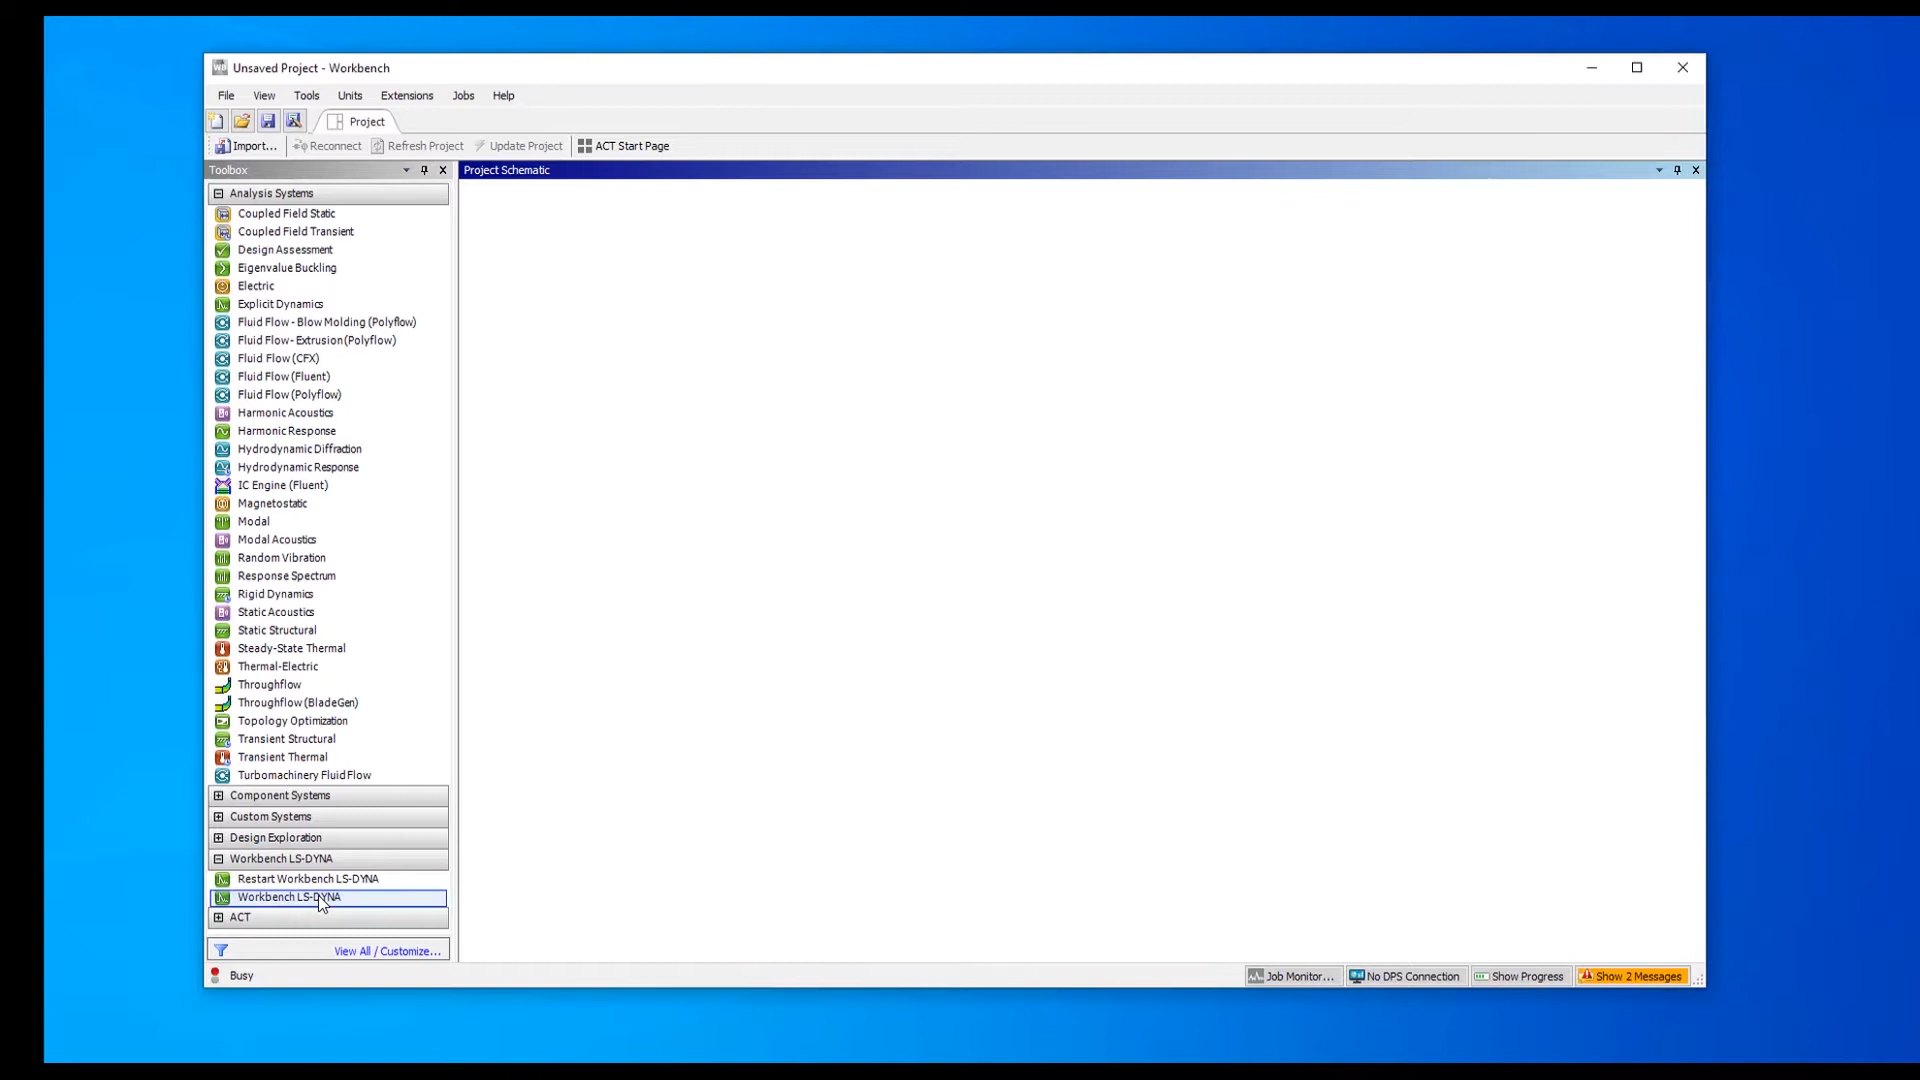 Unsaved Project - Workbench
File View Tools Units Extensions Jobs Help
Project
Import... Reconnect Refresh Project Update Project ACT Start Page
Toolbox
Project Schematic
Analysis Systems
Coupled Field Static
Coupled Field Transient
Design Assessment
Eigenvalue Buckling
Electric
Explicit Dynamics
Fluid Flow - Blow Molding (Polyflow)
Fluid Flow- Extrusion (Polyflow)
Fluid Flow (CFX)
Fluid Flow (Fluent)
Fluid Flow (Polyflow)
Harmonic Acoustics
Harmonic Response
Hydrodynamic Diffraction
Hydrodynamic Response
IC Engine (Fluent)
Magnetostatic
Modal
Modal Acoustics
Random Vibration
Response Spectrum
Rigid Dynamics
Static Acoustics
Static Structural
Steady-State Thermal
Thermal-Electric
Throughflow
Throughflow (BladeGen)
Topology Optimization
Transient Structural
Transient Thermal
Turbomachinery Fluid Flow
Component Systems
Custom Systems
Design Exploration
Workbench LS-DYNA
Restart Workbench LS-DYNA
Workbench LS-DYNA
ACT
View All / Customize...
Busy
Job Monitor... No DPS Connection Show Progress Show 2 Messages